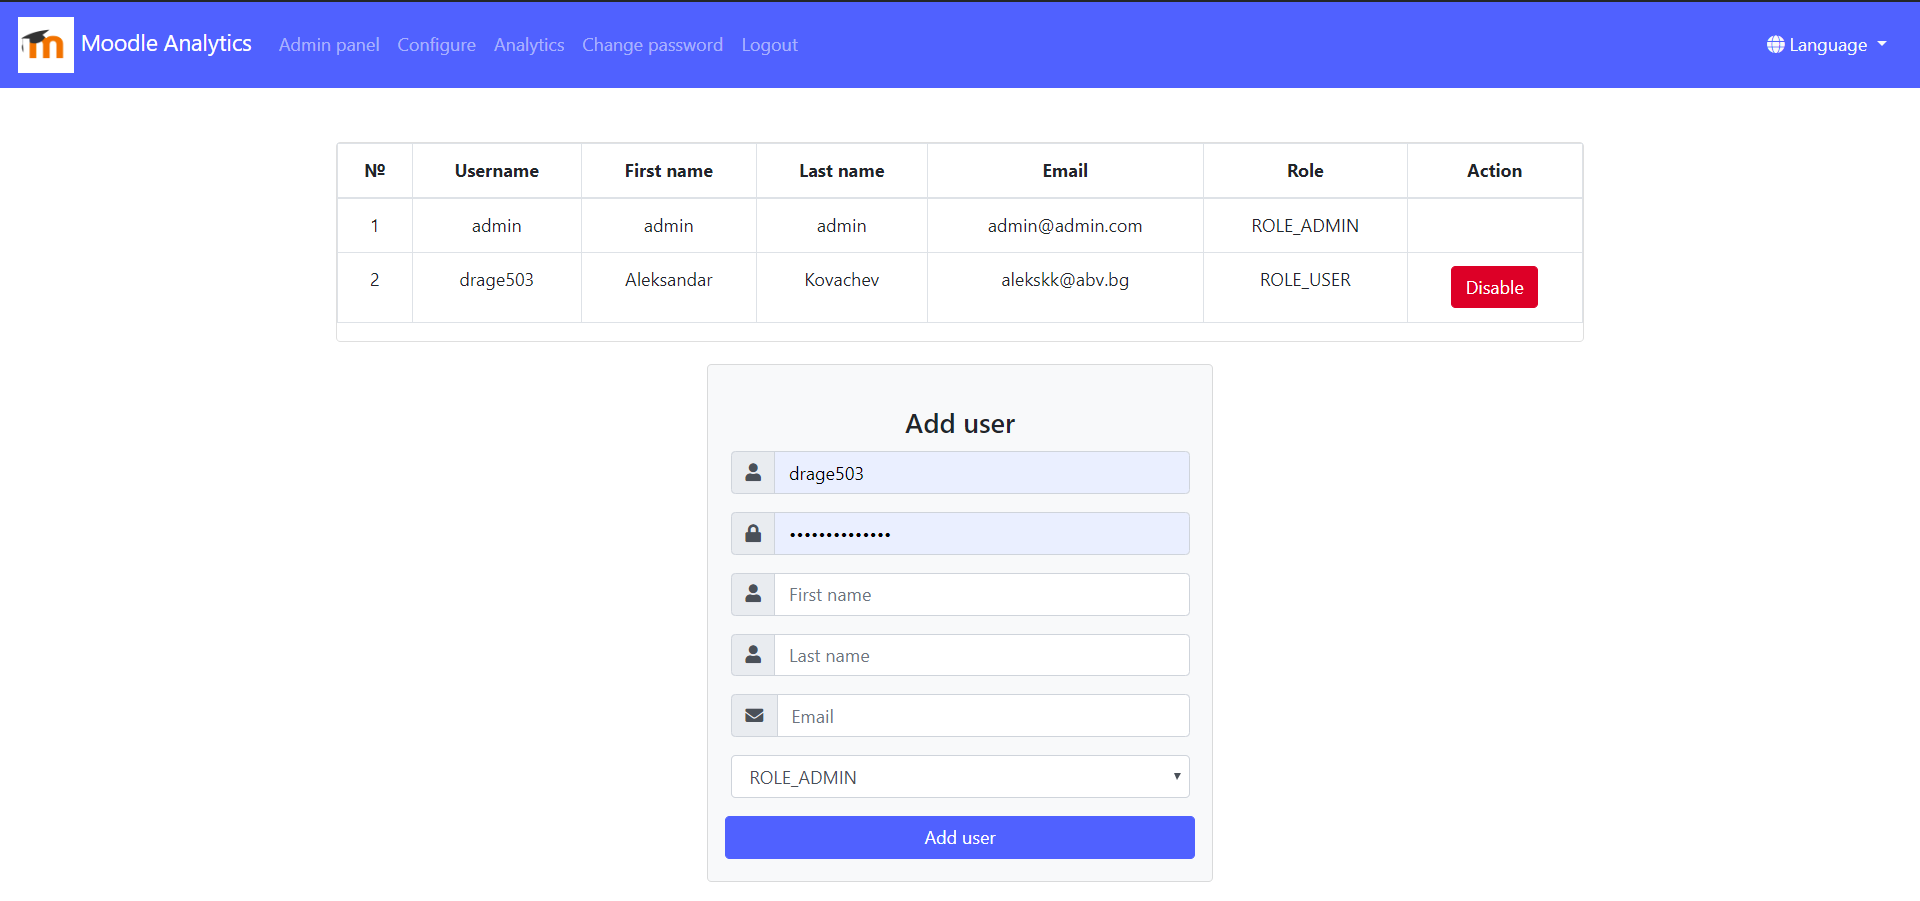 m Moodle Analytics Admin panel Configure Analytics Change password Logout Language
№ Username First name Last name Email Role Action
1 admin admin admin admin@admin.com ROLE_ADMIN
2 drage503 Aleksandar Kovachev alekskk@abv.bg ROLE_USER Disable
Add user
drage503
••••••••••••••
First name
Last name
Email
ROLE_ADMIN
Add user